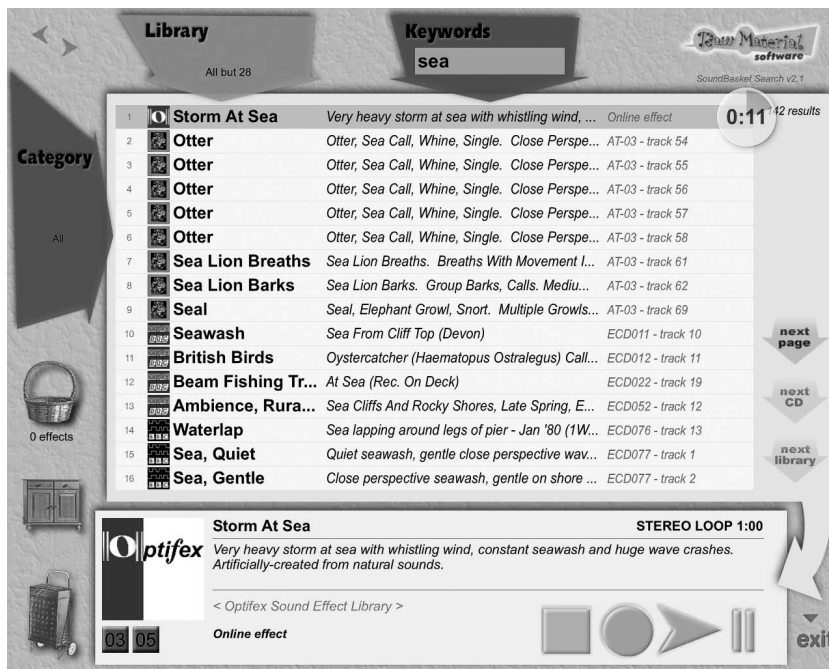 Library
All but 28
Keywords
sea
Raw Material
software
SoundBasket Search v2.1
Category
All
1 Storm At Sea Very heavy storm at sea with whistling wind, ... Online effect
0:11
142 results
2 Otter Otter, Sea Call, Whine, Single. Close Perspe... AT-03 - track 54
3 Otter Otter, Sea Call, Whine, Single. Close Perspe... AT-03 - track 55
4 Otter Otter, Sea Call, Whine, Single. Close Perspe... AT-03 - track 56
5 Otter Otter, Sea Call, Whine, Single. Close Perspe... AT-03 - track 57
6 Otter Otter, Sea Call, Whine, Single. Close Perspe... AT-03 - track 58
7 Sea Lion Breaths Sea Lion Breaths. Breaths With Movement I... AT-03 - track 61
8 Sea Lion Barks Sea Lion Barks. Group Barks, Calls. Mediu... AT-03 - track 62
9 Seal Seal, Elephant Growl, Snort. Multiple Growls... AT-03 - track 69
10 Seawash Sea From Cliff Top (Devon) ECD011 - track 10
11 British Birds Oystercatcher (Haematopus Ostralegus) Call... ECD012 - track 11
12 Beam Fishing Tr... At Sea (Rec. On Deck) ECD022 - track 19
13 Ambience, Rura... Sea Cliffs And Rocky Shores, Late Spring, E... ECD052 - track 12
14 Waterlap Sea lapping around legs of pier - Jan '80 (1W... ECD076 - track 13
15 Sea, Quiet Quiet seawash, gentle close perspective wav... ECD077 - track 1
16 Sea, Gentle Close perspective seawash, gentle on shore ... ECD077 - track 2
next
page
next
CD
next
library
0 effects
Optifex
Storm At Sea STEREO LOOP 1:00
Very heavy storm at sea with whistling wind, constant seawash and huge wave crashes.
Artificially-created from natural sounds.
< Optifex Sound Effect Library >
03 05
Online effect
exit